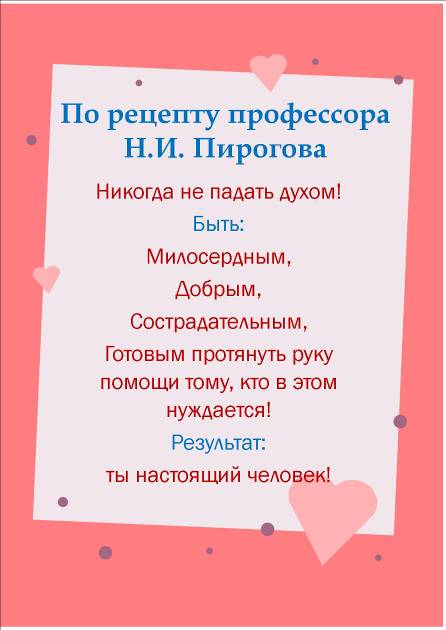 По рецепту профессора
Н.И. Пирогова
Никогда не падать духом!
Быть:
Милосердным,
Добрым,
Сострадательным,
Готовым протянуть руку
помощи тому, кто в этом
нуждается!
Результат:
ты настоящий человек!